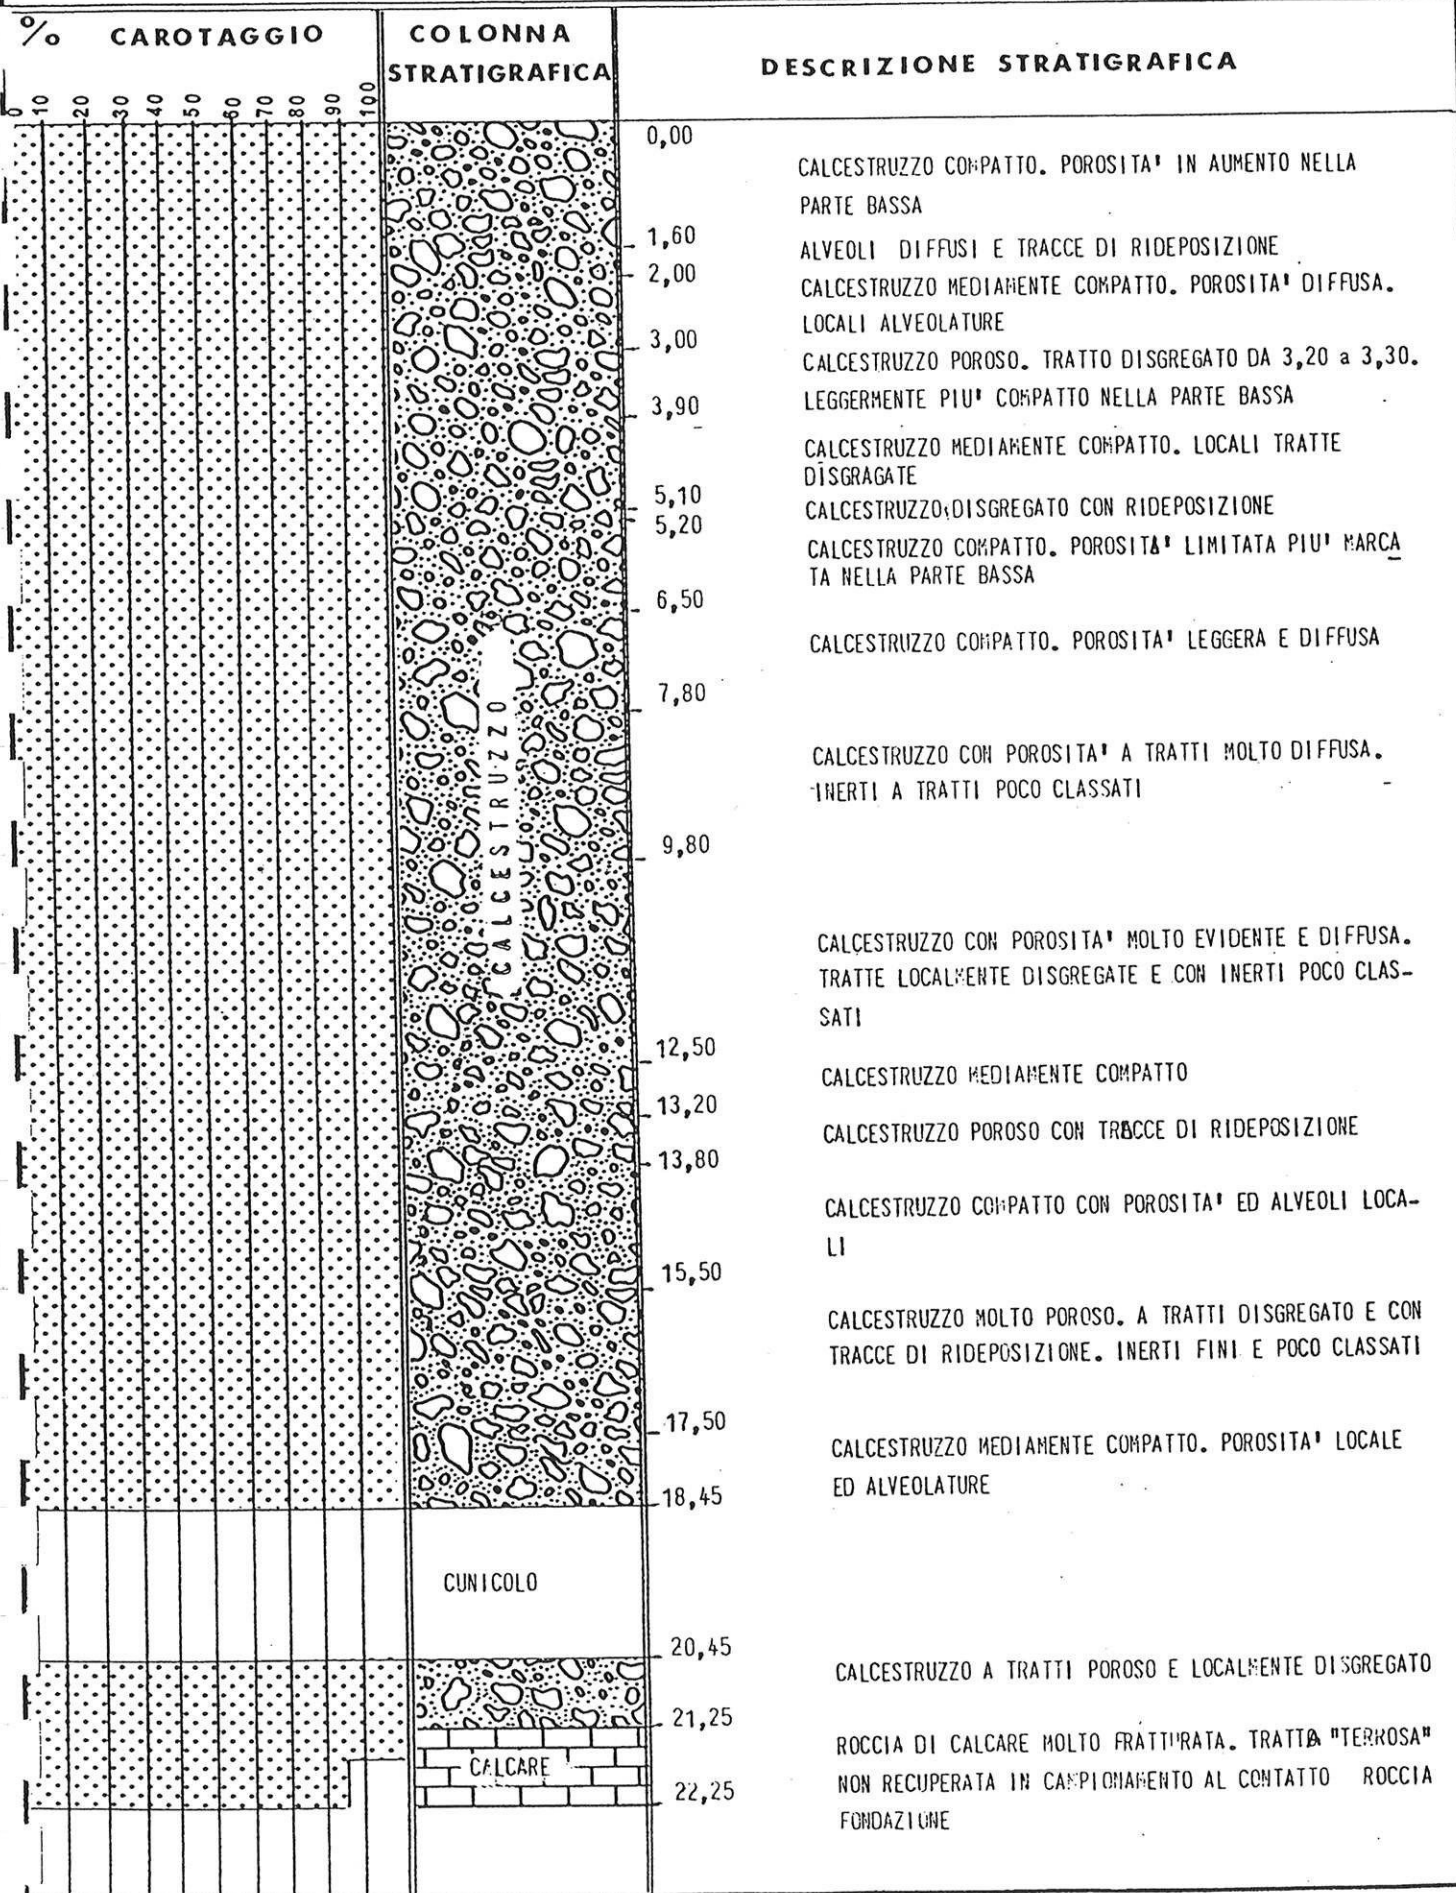 % CAROTAGGIO
COLONNA
STRATIGRAFICA
DESCRIZIONE STRATIGRAFICA
0 10 20 30 40 50 60 70 80 90 100
0,00
CALCESTRUZZO COMPATTO. POROSITA' IN AUMENTO NELLA
PARTE BASSA
1,60
ALVEOLI DIFFUSI E TRACCE DI RIDEPOSIZIONE
2,00
CALCESTRUZZO MEDIAMENTE COMPATTO. POROSITA' DIFFUSA.
LOCALI ALVEOLATURE
3,00
CALCESTRUZZO POROSO. TRATTO DISGREGATO DA 3,20 a 3,30.
LEGGERMENTE PIU' COMPATTO NELLA PARTE BASSA
3,90
CALCESTRUZZO MEDIAMENTE COMPATTO. LOCALI TRATTE
DISGRAGATE
5,10
CALCESTRUZZO DISGREGATO CON RIDEPOSIZIONE
5,20
CALCESTRUZZO COMPATTO. POROSITA' LIMITATA PIU' MARCA
TA NELLA PARTE BASSA
6,50
CALCESTRUZZO COMPATTO. POROSITA' LEGGERA E DIFFUSA
7,80
CALCESTRUZZO
CALCESTRUZZO CON POROSITA' A TRATTI MOLTO DIFFUSA.
INERTI A TRATTI POCO CLASSATI
9,80
CALCESTRUZZO CON POROSITA' MOLTO EVIDENTE E DIFFUSA.
TRATTE LOCALMENTE DISGREGATE E CON INERTI POCO CLAS-
SATI
12,50
CALCESTRUZZO MEDIAMENTE COMPATTO
13,20
CALCESTRUZZO POROSO CON TRACCE DI RIDEPOSIZIONE
13,80
CALCESTRUZZO COMPATTO CON POROSITA' ED ALVEOLI LOCA-
LI
15,50
CALCESTRUZZO MOLTO POROSO. A TRATTI DISGREGATO E CON
TRACCE DI RIDEPOSIZIONE. INERTI FINI E POCO CLASSATI
17,50
CALCESTRUZZO MEDIAMENTE COMPATTO. POROSITA' LOCALE
ED ALVEOLATURE
18,45
CUNICOLO
20,45
CALCESTRUZZO A TRATTI POROSO E LOCALMENTE DISGREGATO
21,25
CALCARE
ROCCIA DI CALCARE MOLTO FRATTURATA. TRATTA "TERROSA"
NON RECUPERATA IN CAMPIONAMENTO AL CONTATTO ROCCIA
22,25
FONDAZIONE